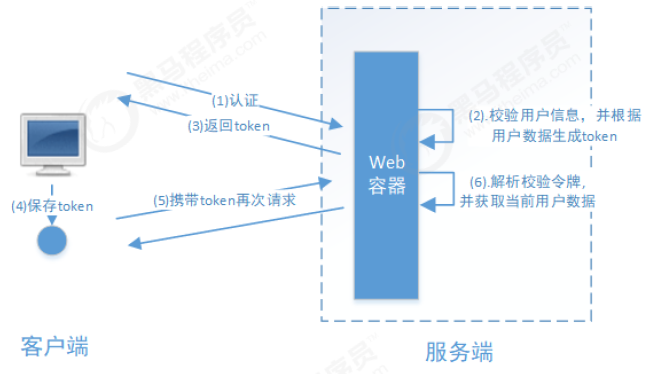 黑马程序员
www.itheima.com
(1)认证
(3)返回token
(2).校验用户信息，并根据
用户数据生成token
Web
容器
(4)保存token
(5)携带token再次请求
(6).解析校验令牌,
并获取当前用户数据
客户端
服务端